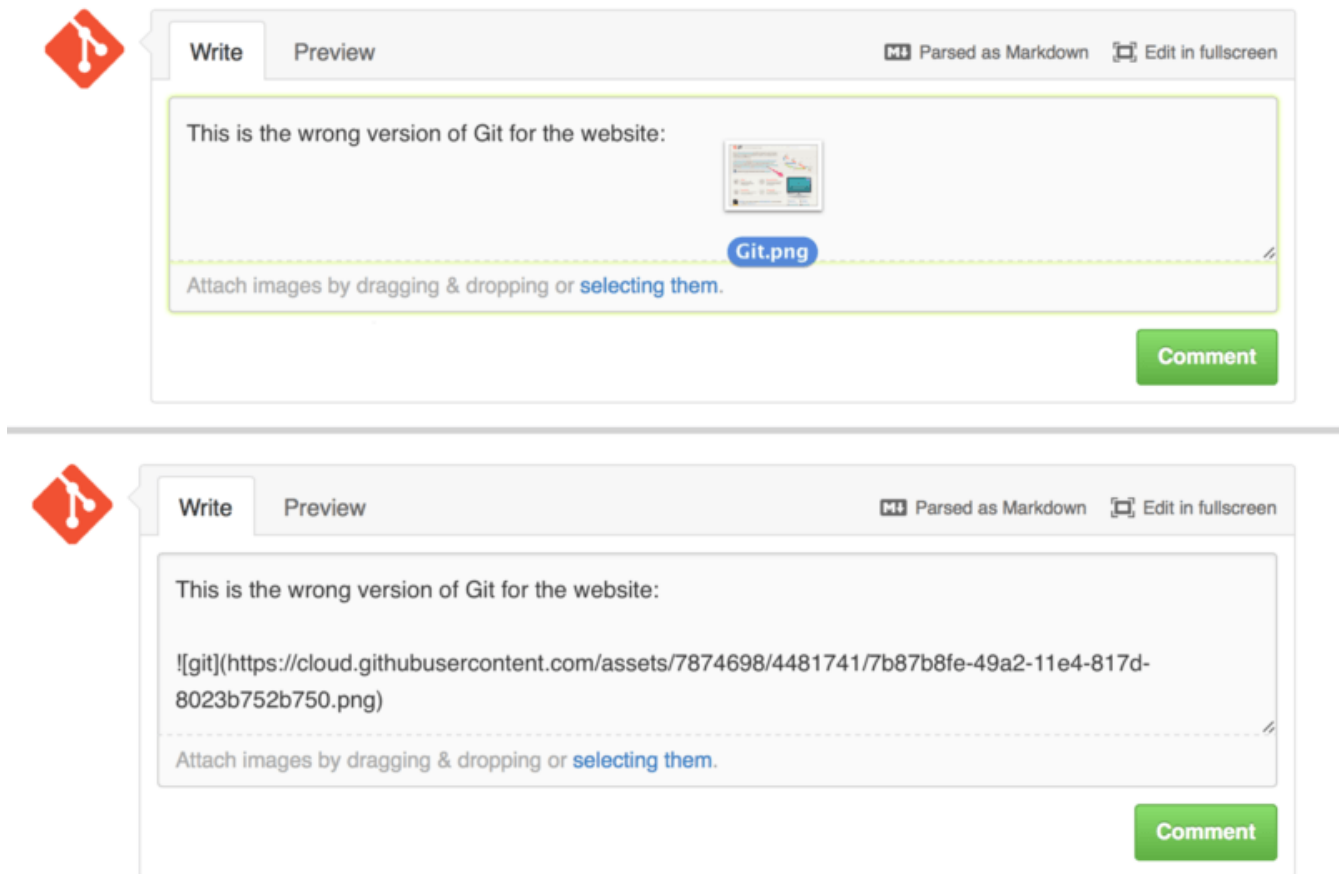 Write Preview Parsed as Markdown Edit in fullscreen
This is the wrong version of Git for the website:
Git.png
Attach images by dragging & dropping or selecting them.
Comment
Write Preview Parsed as Markdown Edit in fullscreen
This is the wrong version of Git for the website:
![git](https://cloud.githubusercontent.com/assets/7874698/4481741/7b87b8fe-49a2-11e4-817d-
8023b752b750.png)
Attach images by dragging & dropping or selecting them.
Comment